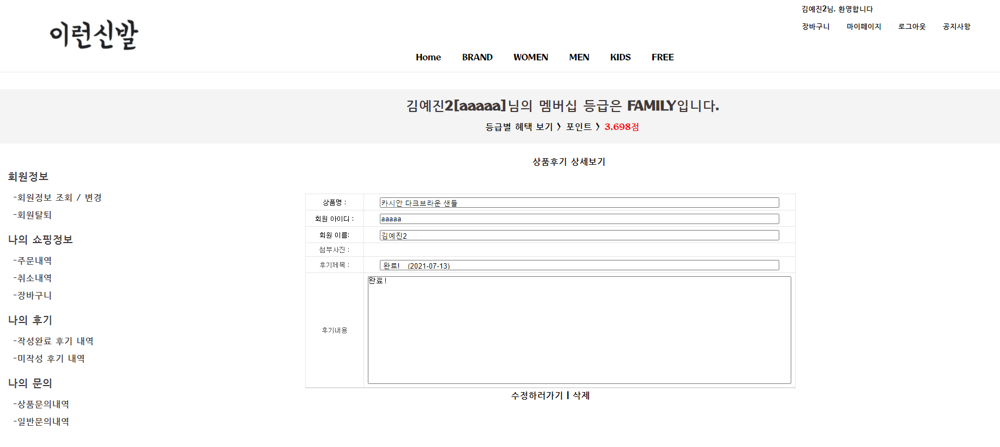 김예진2님. 환영합니다
장바구니 마이페이지 로그아웃 공지사항
이런신발
Home BRAND WOMEN MEN KIDS FREE
김예진2[aaaaa]님의 멤버십 등급은 FAMILY입니다.
등급별 혜택 보기 > 포인트 > 3,698점
회원정보
-회원정보 조회 / 변경
-회원탈퇴
나의 쇼핑정보
-주문내역
-취소내역
-장바구니
나의 후기
-작성완료 후기 내역
-미작성 후기 내역
나의 문의
-상품문의내역
-일반문의내역
상품후기 상세보기
상품명 : 카시안 다크브라운 샌들
회원 아이디 : aaaaa
회원 이름: 김예진2
첨부사진 :
후기제목 : 완료! (2021-07-13)
후기내용
완료!
수정하러가기 | 삭제